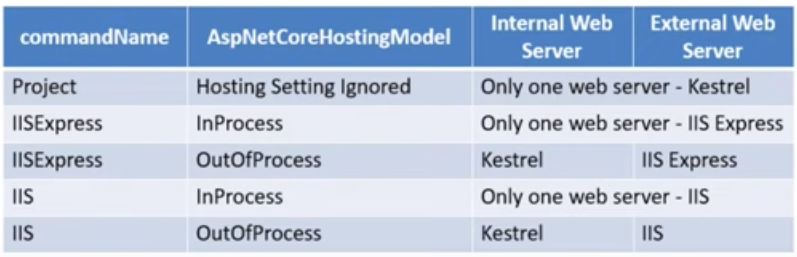 commandName AspNetCoreHostingModel Internal Web Server External Web Server
Project Hosting Setting Ignored Only one web server - Kestrel
IISExpress InProcess Only one web server - IIS Express
IISExpress OutOfProcess Kestrel IIS Express
IIS InProcess Only one web server - IIS
IIS OutOfProcess Kestrel IIS